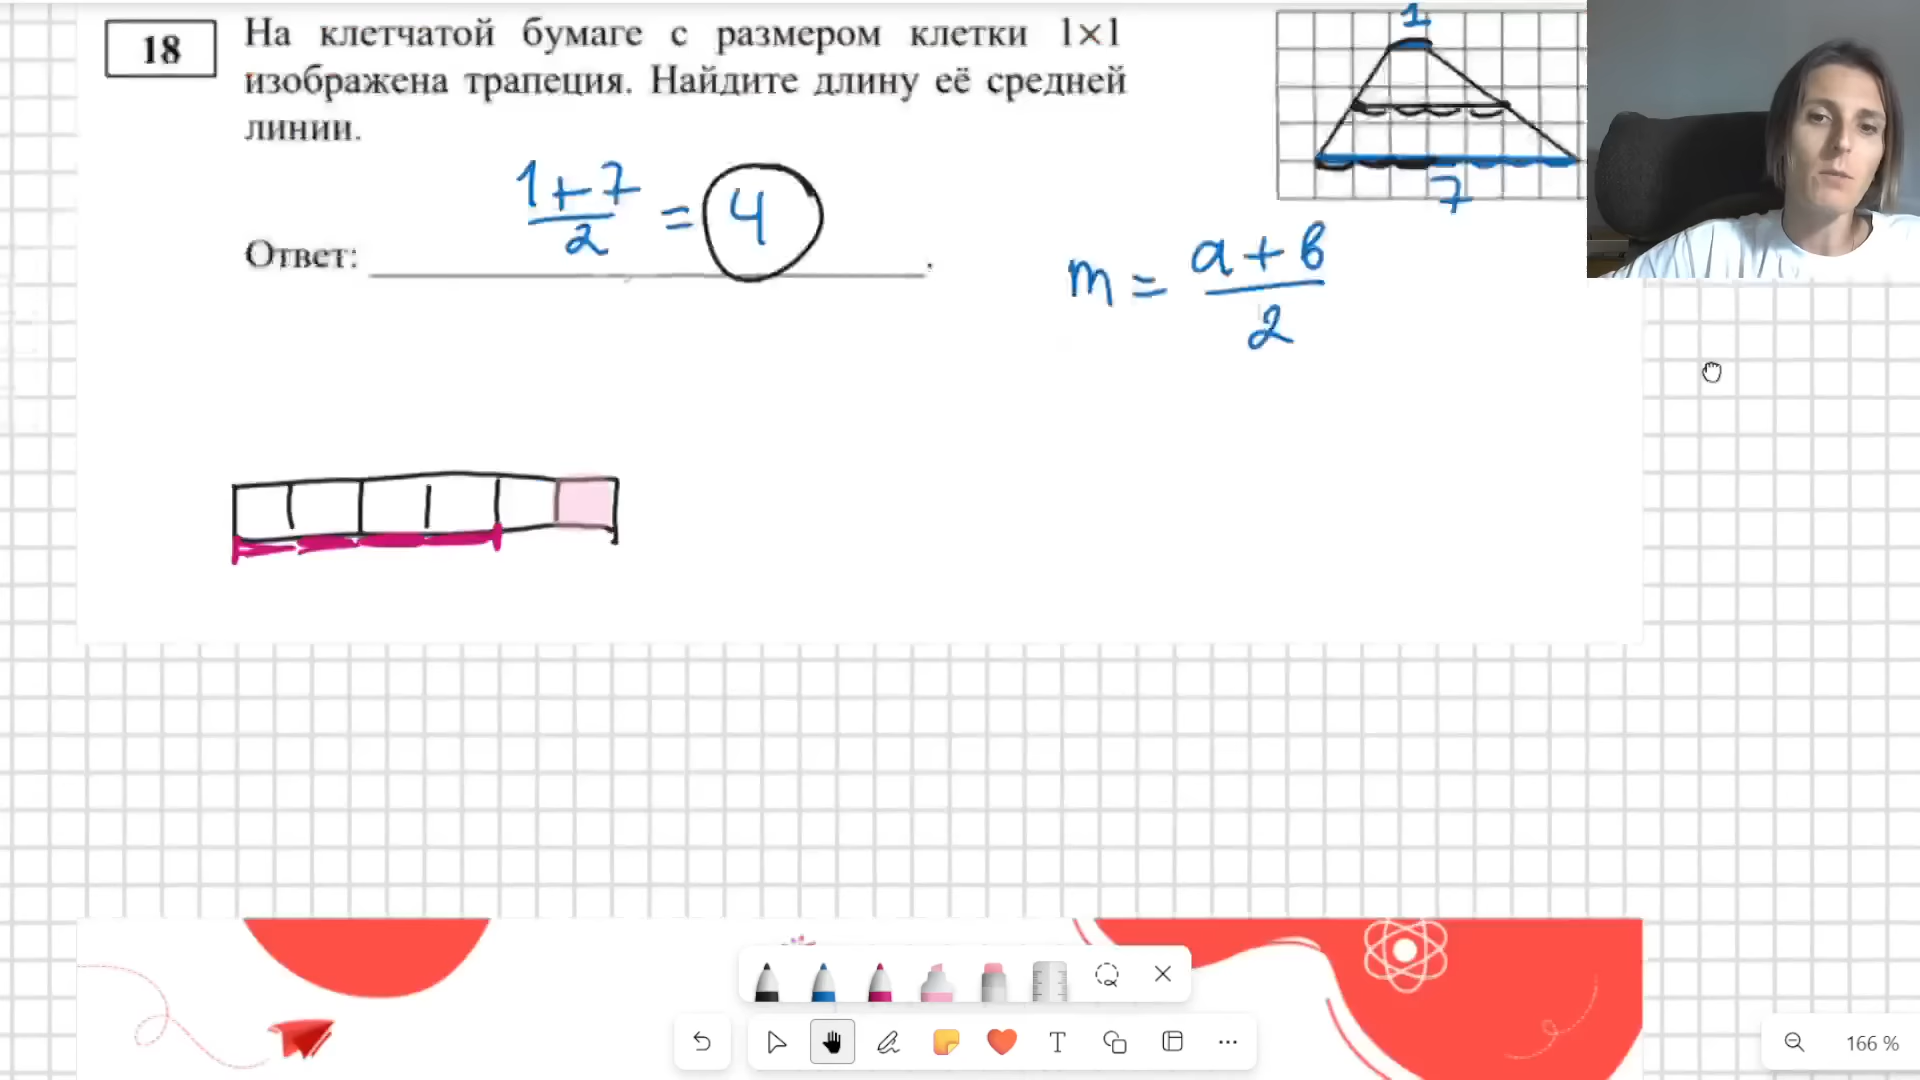 18
На клетчатой бумаге с размером клетки 1×1
изображена трапеция. Найдите длину её средней
линии.
1+7
2
= 4
Ответ: .
1
7
m = a + b
2
166 %